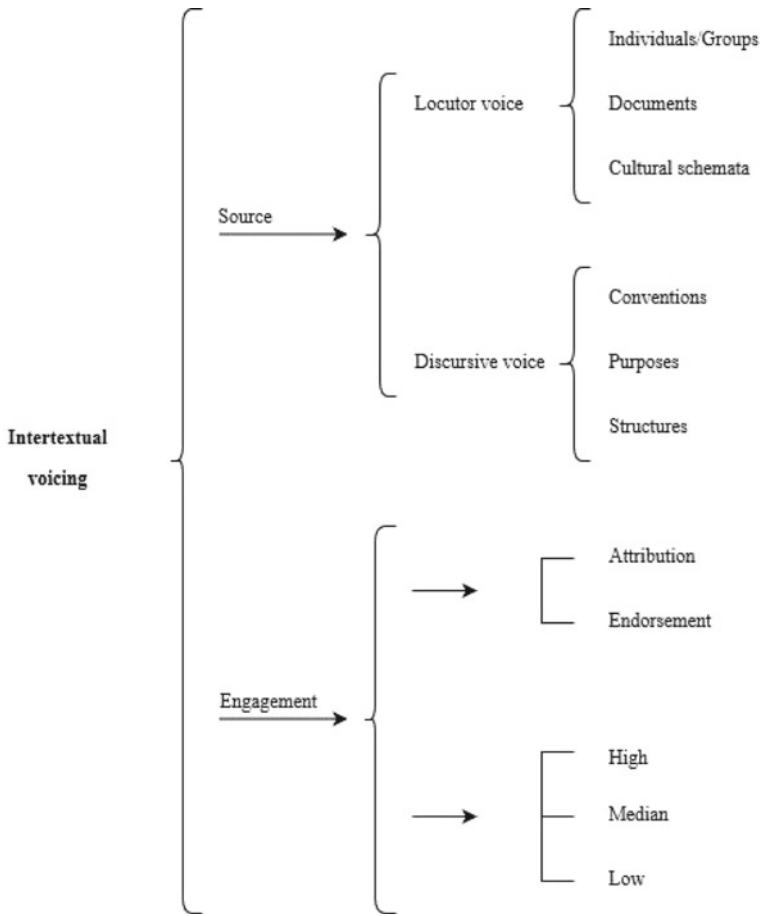 Individuals/Groups
Locutor voice
Documents
Cultural schemata
Source
Conventions
Discursive voice
Purposes
Structures
Intertextual
voicing
Attribution
Endorsement
Engagement
High
Median
Low